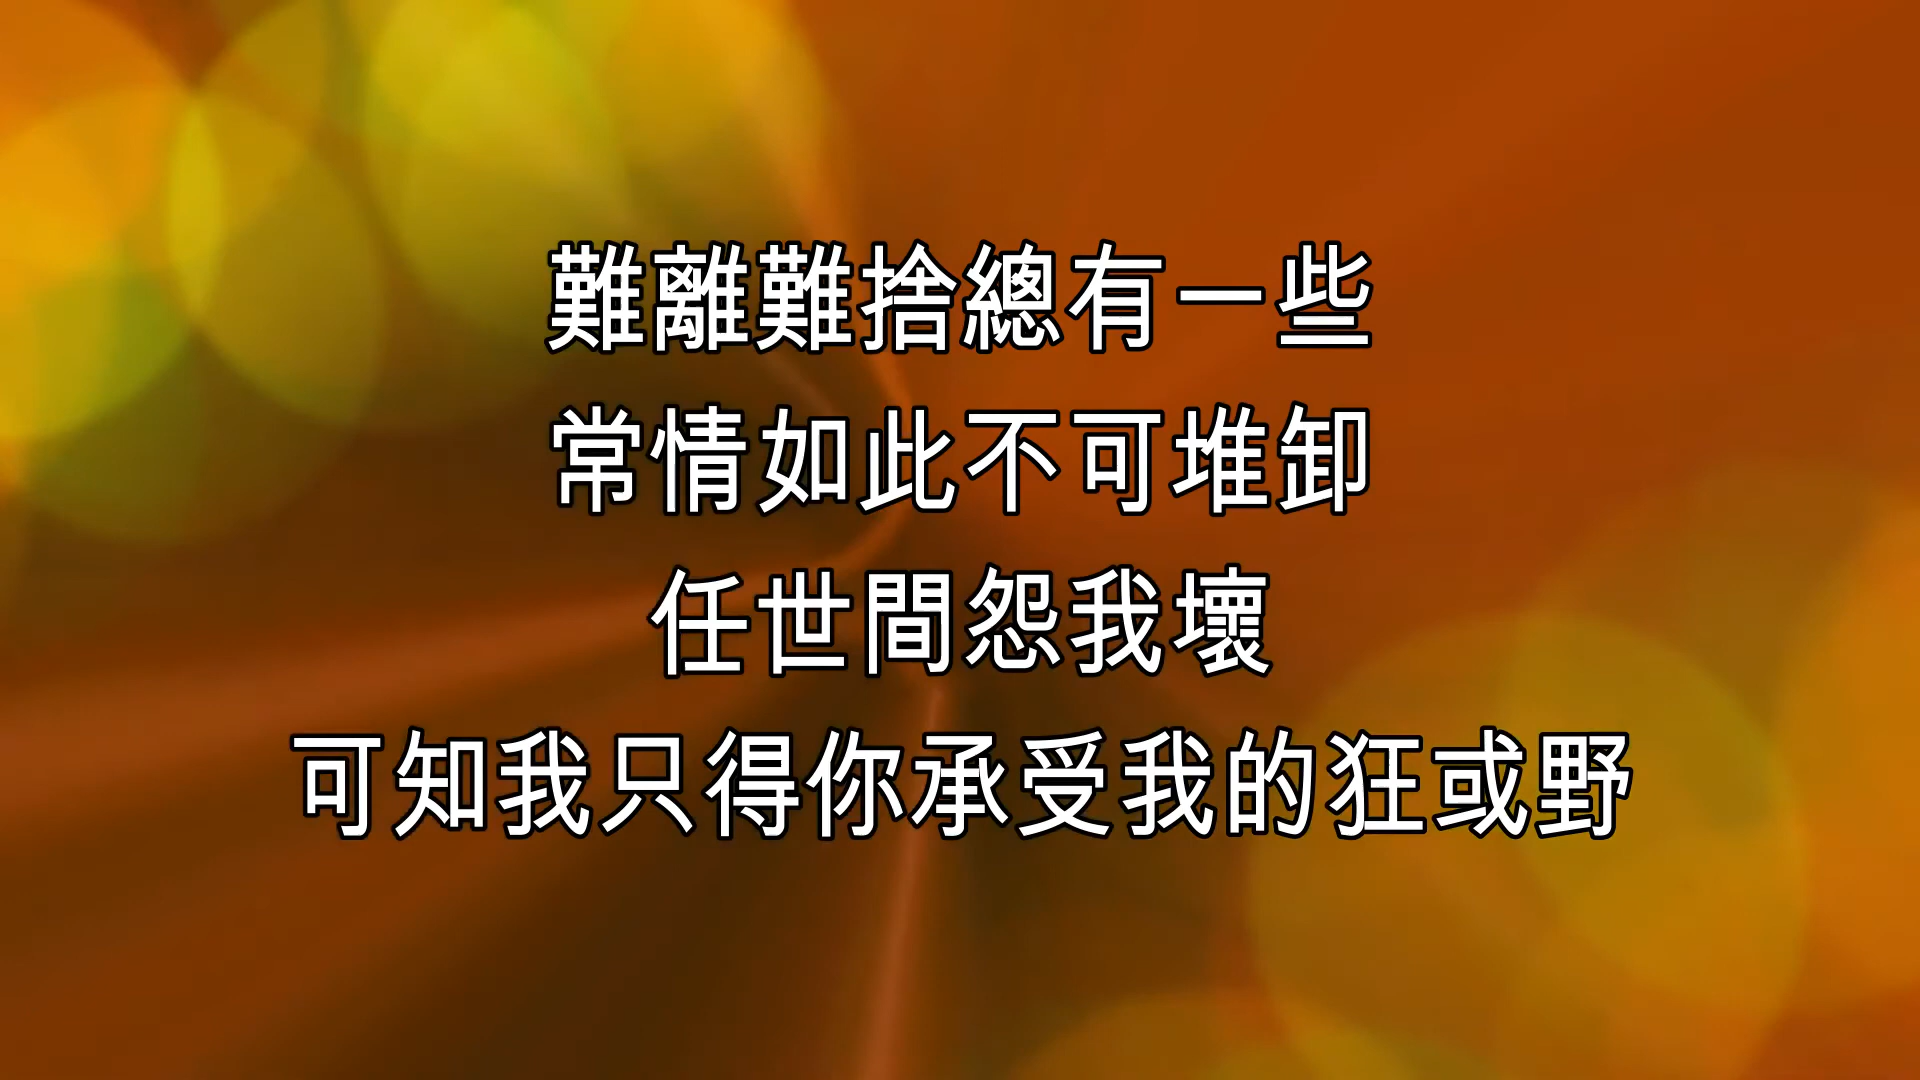 難離難捨總有一些
常情如此不可堆卸
任世間怨我壞
可知我只得你承受我的狂或野